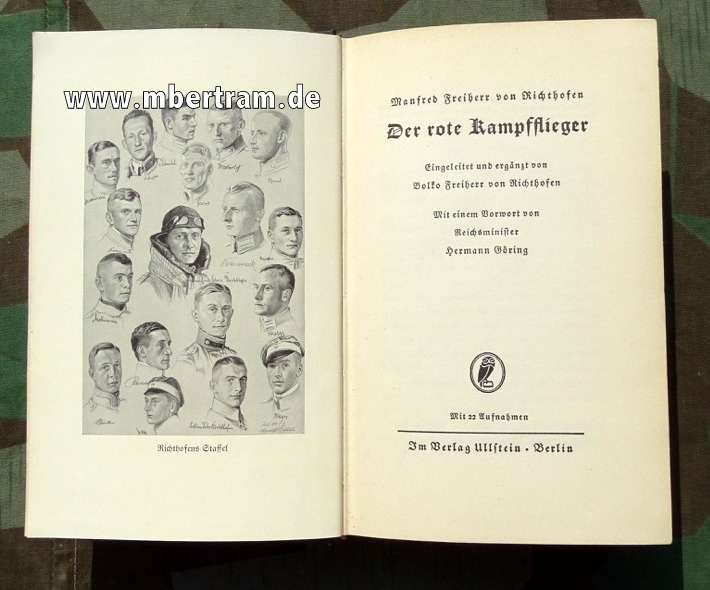 www.mbertram.de
Richthofens Staffel
Manfred Freiherr von Richthofen
Der rote Kampfflieger
Eingeleitet und ergänzt von
Bolko Freiherr von Richthofen
Mit einem Vorwort von
Reichsminister
Hermann Göring
Mit 22 Aufnahmen
Im Verlag Ullstein • Berlin